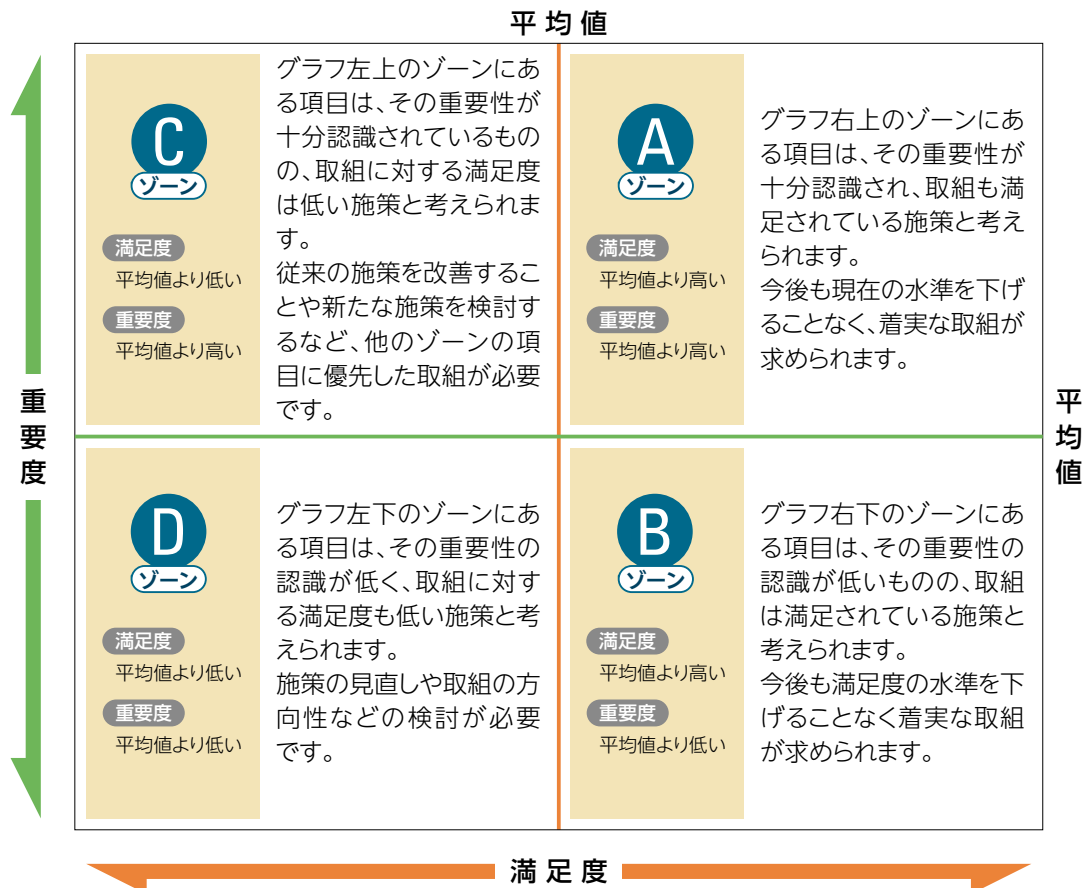 平均値
C
ゾーン
満足度
平均値より低い
重要度
平均値より高い
グラフ左上のゾーンにあ
る項目は、その重要性が
十分認識されているもの
の、取組に対する満足度
は低い施策と考えられま
す。
従来の施策を改善するこ
とや新たな施策を検討す
るなど、他のゾーンの項
目に優先した取組が必要
です。
A
ゾーン
満足度
平均値より高い
重要度
平均値より高い
グラフ右上のゾーンにあ
る項目は、その重要性が
十分認識され、取組も満
足されている施策と考え
られます。
今後も現在の水準を下げ
ることなく、着実な取組が
求められます。
重要度
平均値
D
ゾーン
満足度
平均値より低い
重要度
平均値より低い
グラフ左下のゾーンにあ
る項目は、その重要性の
認識が低く、取組に対す
る満足度も低い施策と考
えられます。
施策の見直しや取組の方
向性などの検討が必要
です。
B
ゾーン
満足度
平均値より高い
重要度
平均値より低い
グラフ右下のゾーンにあ
る項目は、その重要性の
認識が低いものの、取組
は満足されている施策と
考えられます。
今後も満足度の水準を下
げることなく着実な取組
が求められます。
満足度